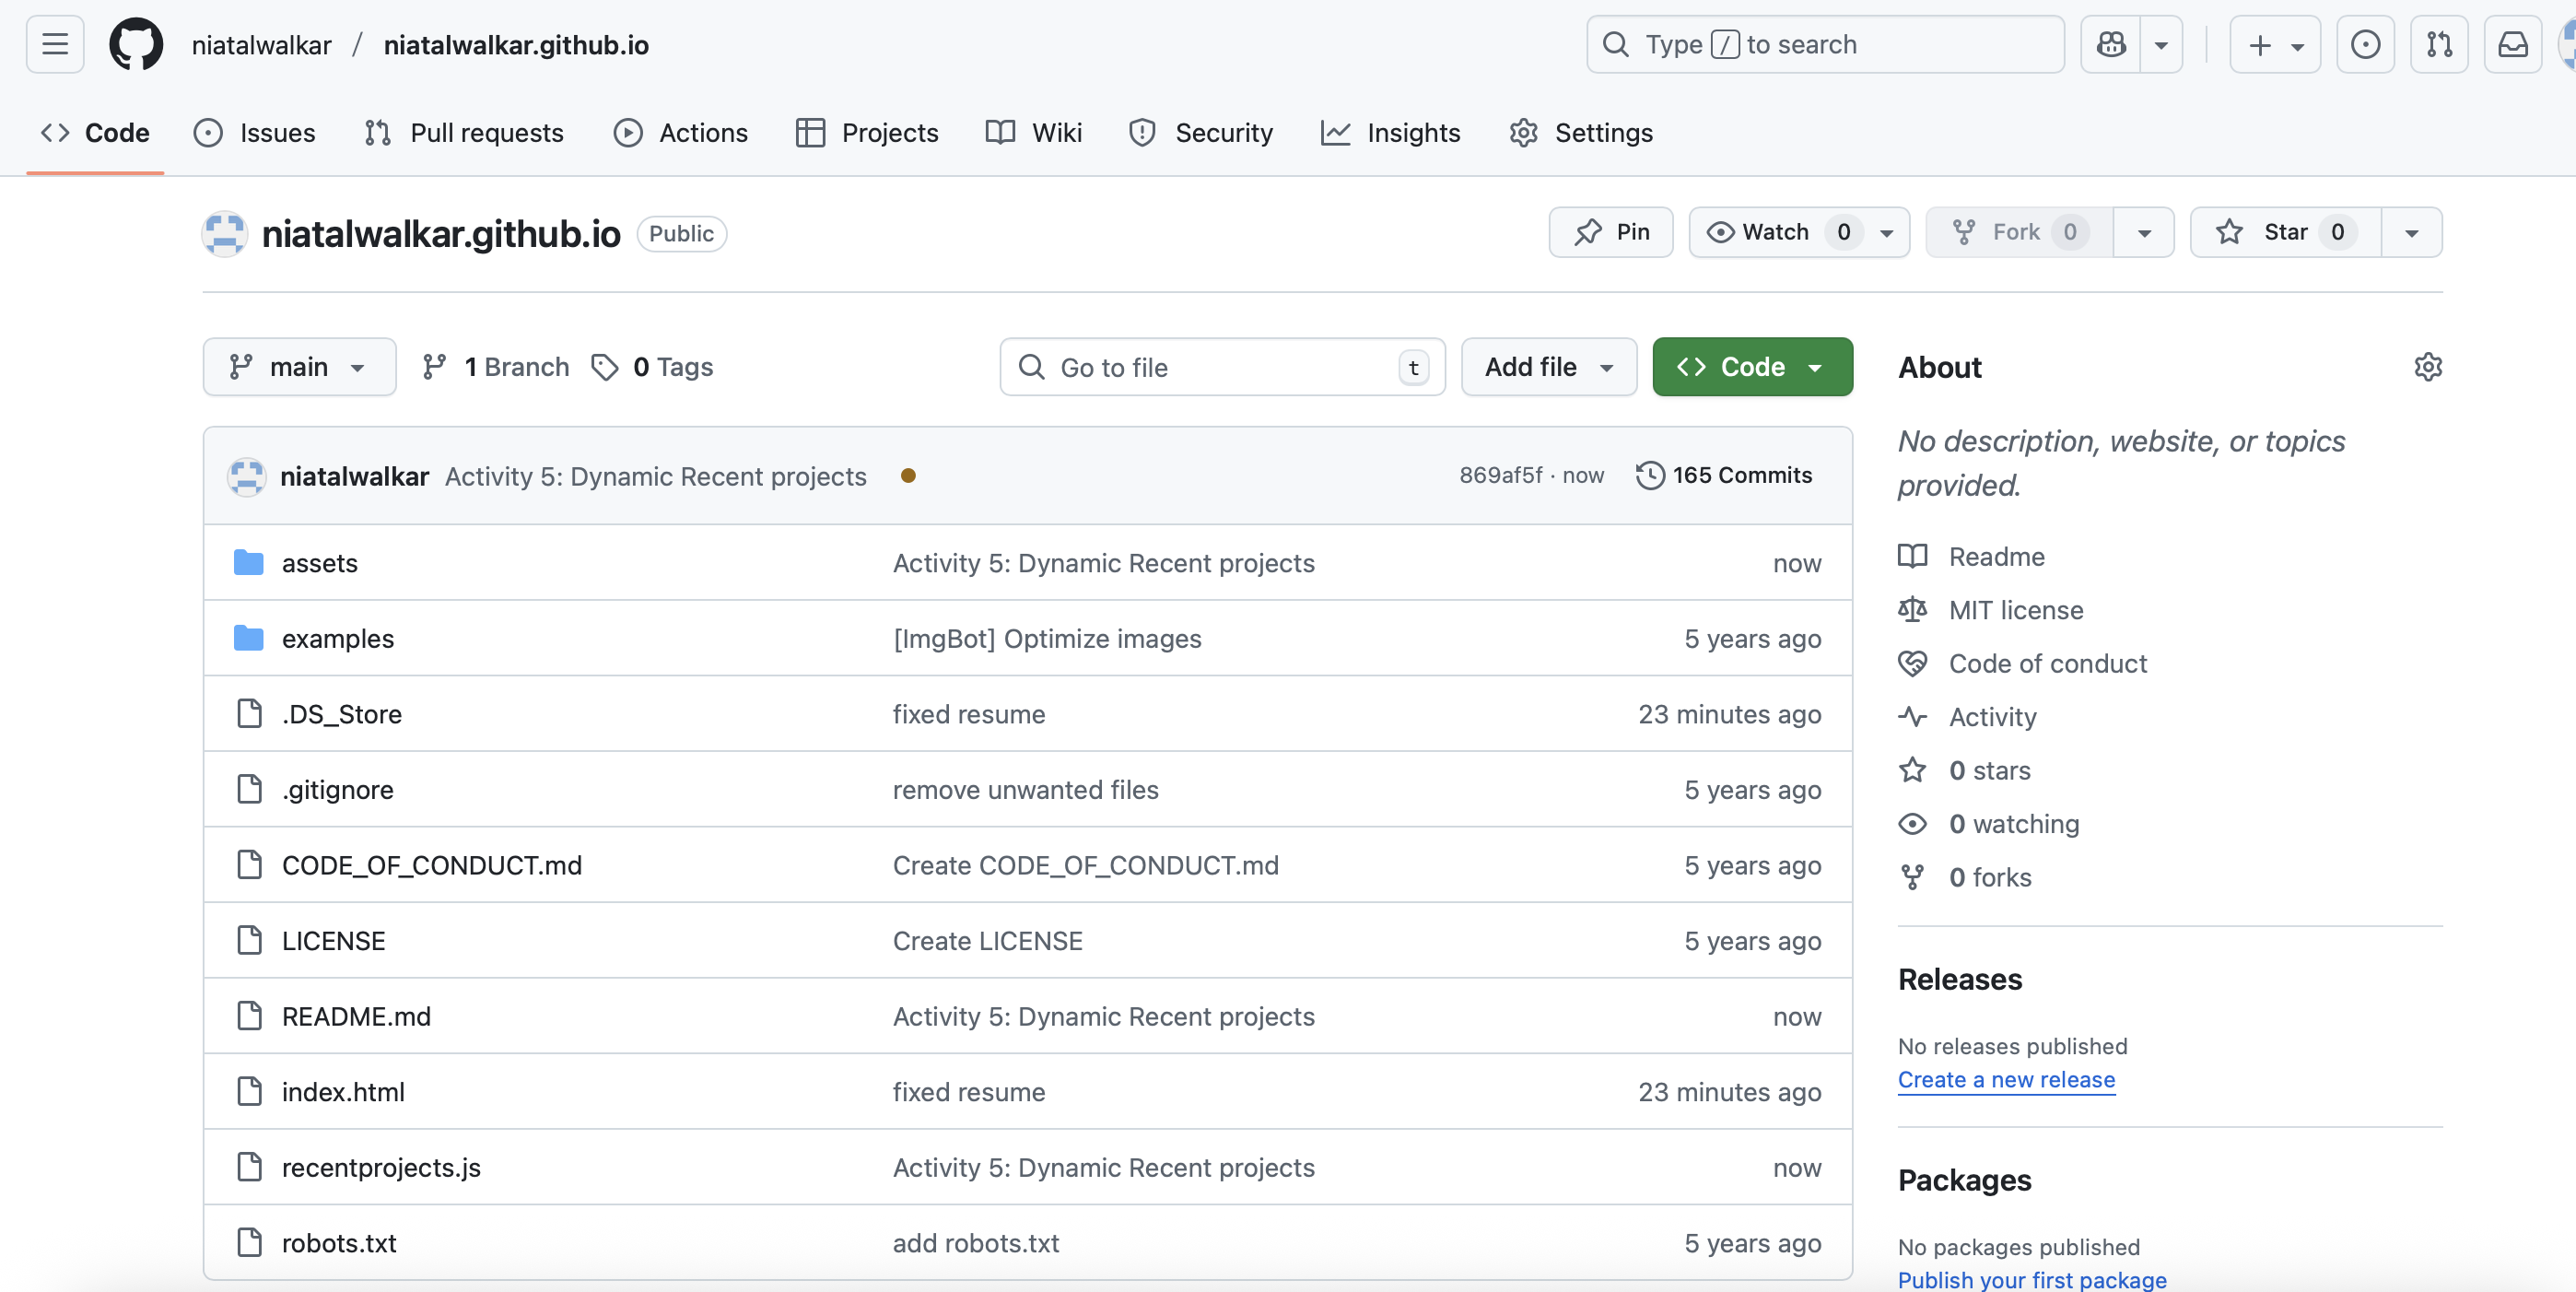 niatalwalkar / niatalwalkar.github.io
Type / to search
Code Issues Pull requests Actions Projects Wiki Security Insights Settings
niatalwalkar.github.io Public
Pin Watch 0 Fork 0 Star 0
main 1 Branch 0 Tags Go to file t Add file Code
niatalwalkar Activity 5: Dynamic Recent projects 869af5f · now 165 Commits
assets Activity 5: Dynamic Recent projects now
examples [ImgBot] Optimize images 5 years ago
.DS_Store fixed resume 23 minutes ago
.gitignore remove unwanted files 5 years ago
CODE_OF_CONDUCT.md Create CODE_OF_CONDUCT.md 5 years ago
LICENSE Create LICENSE 5 years ago
README.md Activity 5: Dynamic Recent projects now
index.html fixed resume 23 minutes ago
recentprojects.js Activity 5: Dynamic Recent projects now
robots.txt add robots.txt 5 years ago
About
No description, website, or topics
provided.
Readme
MIT license
Code of conduct
Activity
0 stars
0 watching
0 forks
Releases
No releases published
Create a new release
Packages
No packages published
Publish your first package